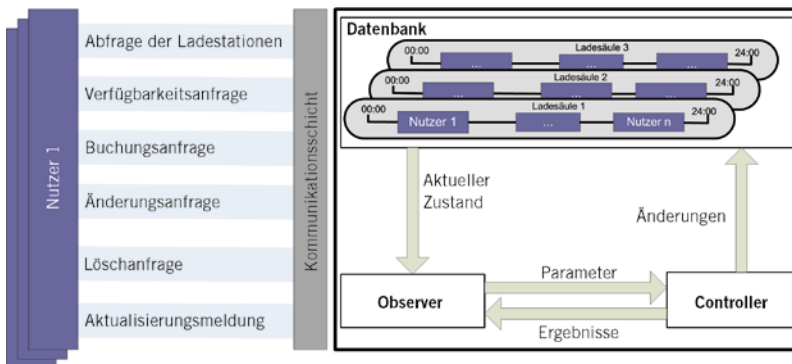 Nutzer 1
Abfrage der Ladestationen
Verfügbarkeitsanfrage
Buchungsanfrage
Änderungsanfrage
Löschanfrage
Aktualisierungsmeldung
Kommunikationsschicht
Datenbank
00:00
Ladesäule 3
24:00
...
...
...
00:00
Ladesäule 2
24:00
...
...
...
00:00
Ladesäule 1
24:00
Nutzer 1
...
Nutzer n
Aktueller
Zustand
Änderungen
Observer
Parameter
Ergebnisse
Controller